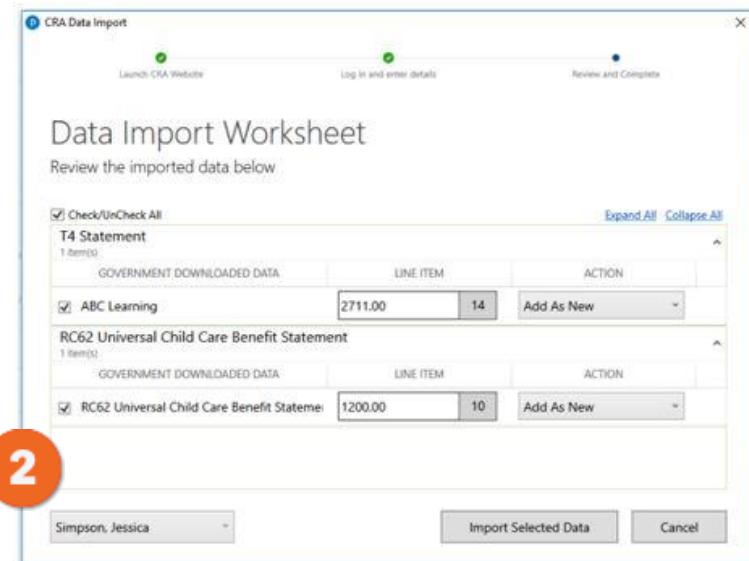 CRA Data Import
Launch CRA Website Log in and enter details Review and Complete
Data Import Worksheet
Review the imported data below
Check/UnCheck All Expand All Collapse All
T4 Statement
1 item(s)
GOVERNMENT DOWNLOADED DATA LINE ITEM ACTION
ABC Learning 2711.00 14 Add As New
RC62 Universal Child Care Benefit Statement
1 item(s)
GOVERNMENT DOWNLOADED DATA LINE ITEM ACTION
RC62 Universal Child Care Benefit Stateme 1200.00 10 Add As New
2
Simpson, Jessica Import Selected Data Cancel